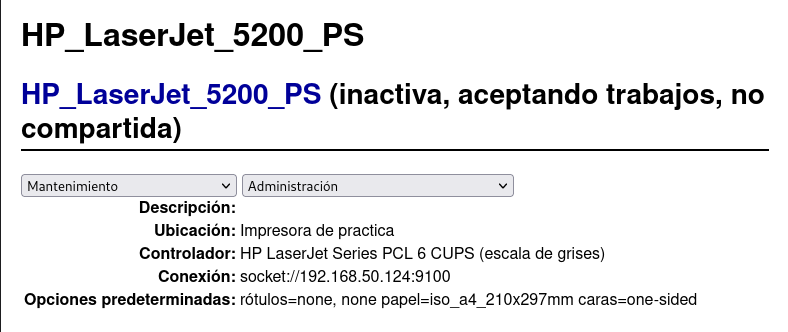 HP_LaserJet_5200_PS
HP_LaserJet_5200_PS (inactiva, aceptando trabajos, no
compartida)
Mantenimiento Administración
Descripción:
Ubicación: Impresora de practica
Controlador: HP LaserJet Series PCL 6 CUPS (escala de grises)
Conexión: socket://192.168.50.124:9100
Opciones predeterminadas: rótulos=none, none papel=iso_a4_210x297mm caras=one-sided